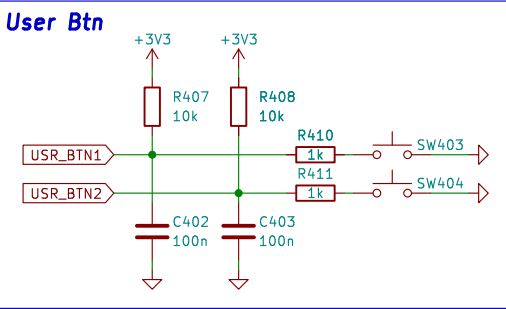 User Btn
+3V3 +3V3
R407 R408
10k 10k
R410
USR_BTN1 1k SW403
R411
USR_BTN2 1k SW404
C402 C403
100n 100n